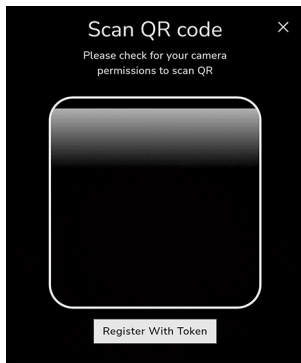 Scan QR code
Please check for your camera
permissions to scan QR
Register With Token